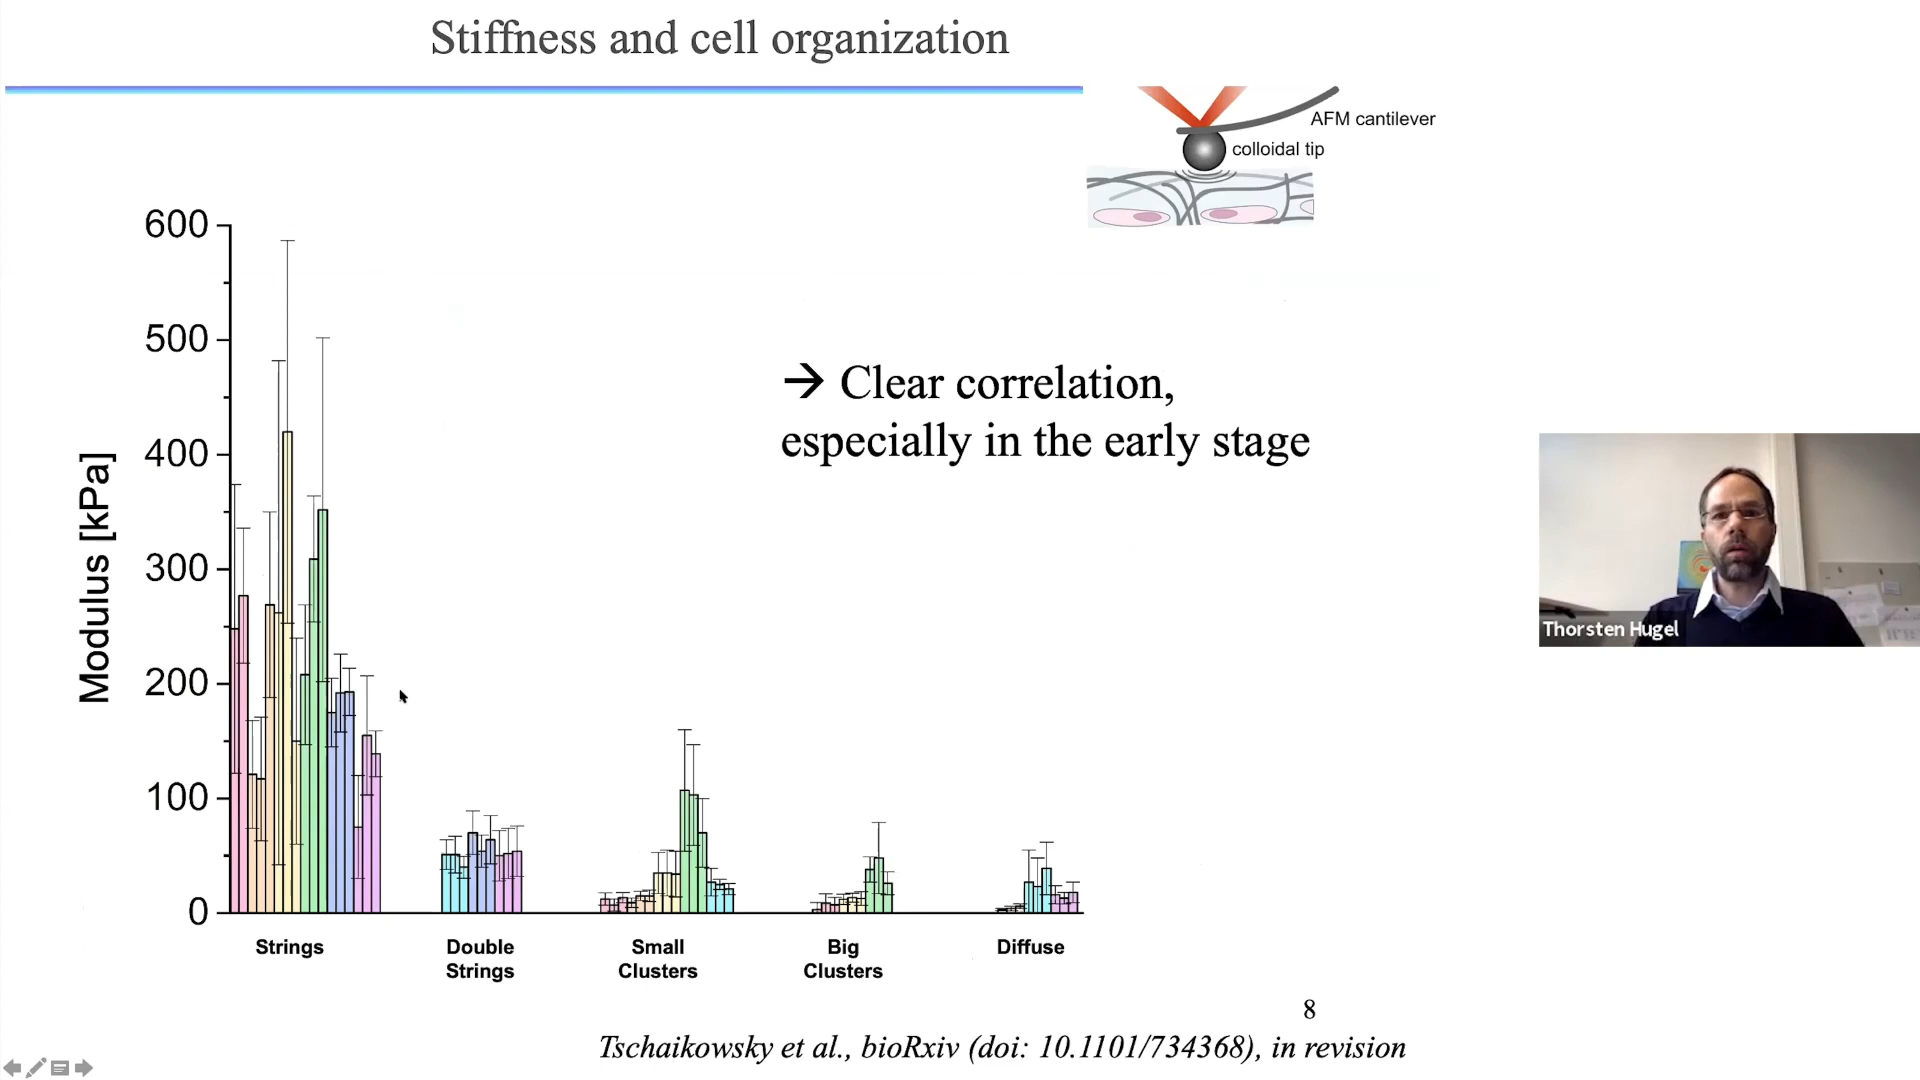 Stiffness and cell organization
AFM cantilever
colloidal tip
600
500
400
300
200
100
0
Modulus [kPa]
→ Clear correlation,
especially in the early stage
Thorsten Hugel
Strings
Double
Strings
Small
Clusters
Big
Clusters
Diffuse
8
Tschaikowsky et al., bioRxiv (doi: 10.1101/734368), in revision